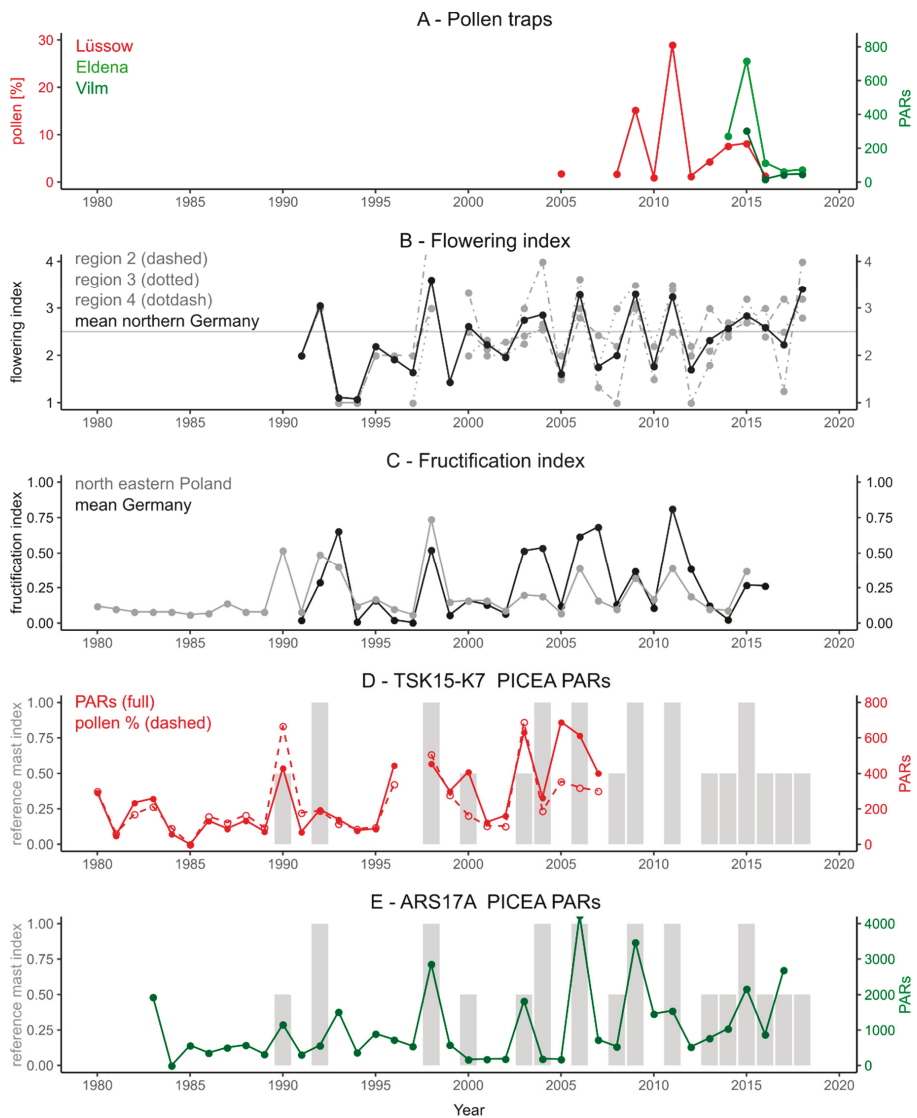 A - Pollen traps
Lüssow
Eldena
Vilm
pollen [%]
30
20
10
0
PARs
800
600
400
200
0
1980 1985 1990 1995 2000 2005 2010 2015 2020
B - Flowering index
region 2 (dashed)
region 3 (dotted)
region 4 (dotdash)
mean northern Germany
flowering index
4
3
2
1
4
3
2
1
1980 1985 1990 1995 2000 2005 2010 2015 2020
C - Fructification index
north eastern Poland
mean Germany
fructification index
1.00
0.75
0.50
0.25
0.00
1.00
0.75
0.50
0.25
0.00
1980 1985 1990 1995 2000 2005 2010 2015 2020
D - TSK15-K7 PICEA PARs
PARs (full)
pollen % (dashed)
reference mast index
1.00
0.75
0.50
0.25
0.00
PARs
800
600
400
200
0
1980 1985 1990 1995 2000 2005 2010 2015 2020
E - ARS17A PICEA PARs
reference mast index
1.00
0.75
0.50
0.25
0.00
PARs
4000
3000
2000
1000
0
1980 1985 1990 1995 2000 2005 2010 2015 2020
Year